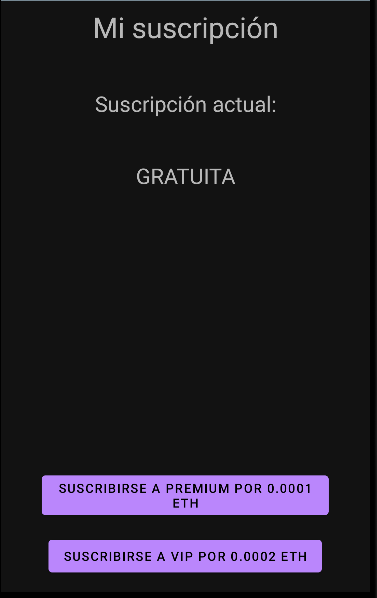 Mi suscripción
Suscripción actual:
GRATUITA
SUSCRIBIRSE A PREMIUM POR 0.0001
ETH
SUSCRIBIRSE A VIP POR 0.0002 ETH